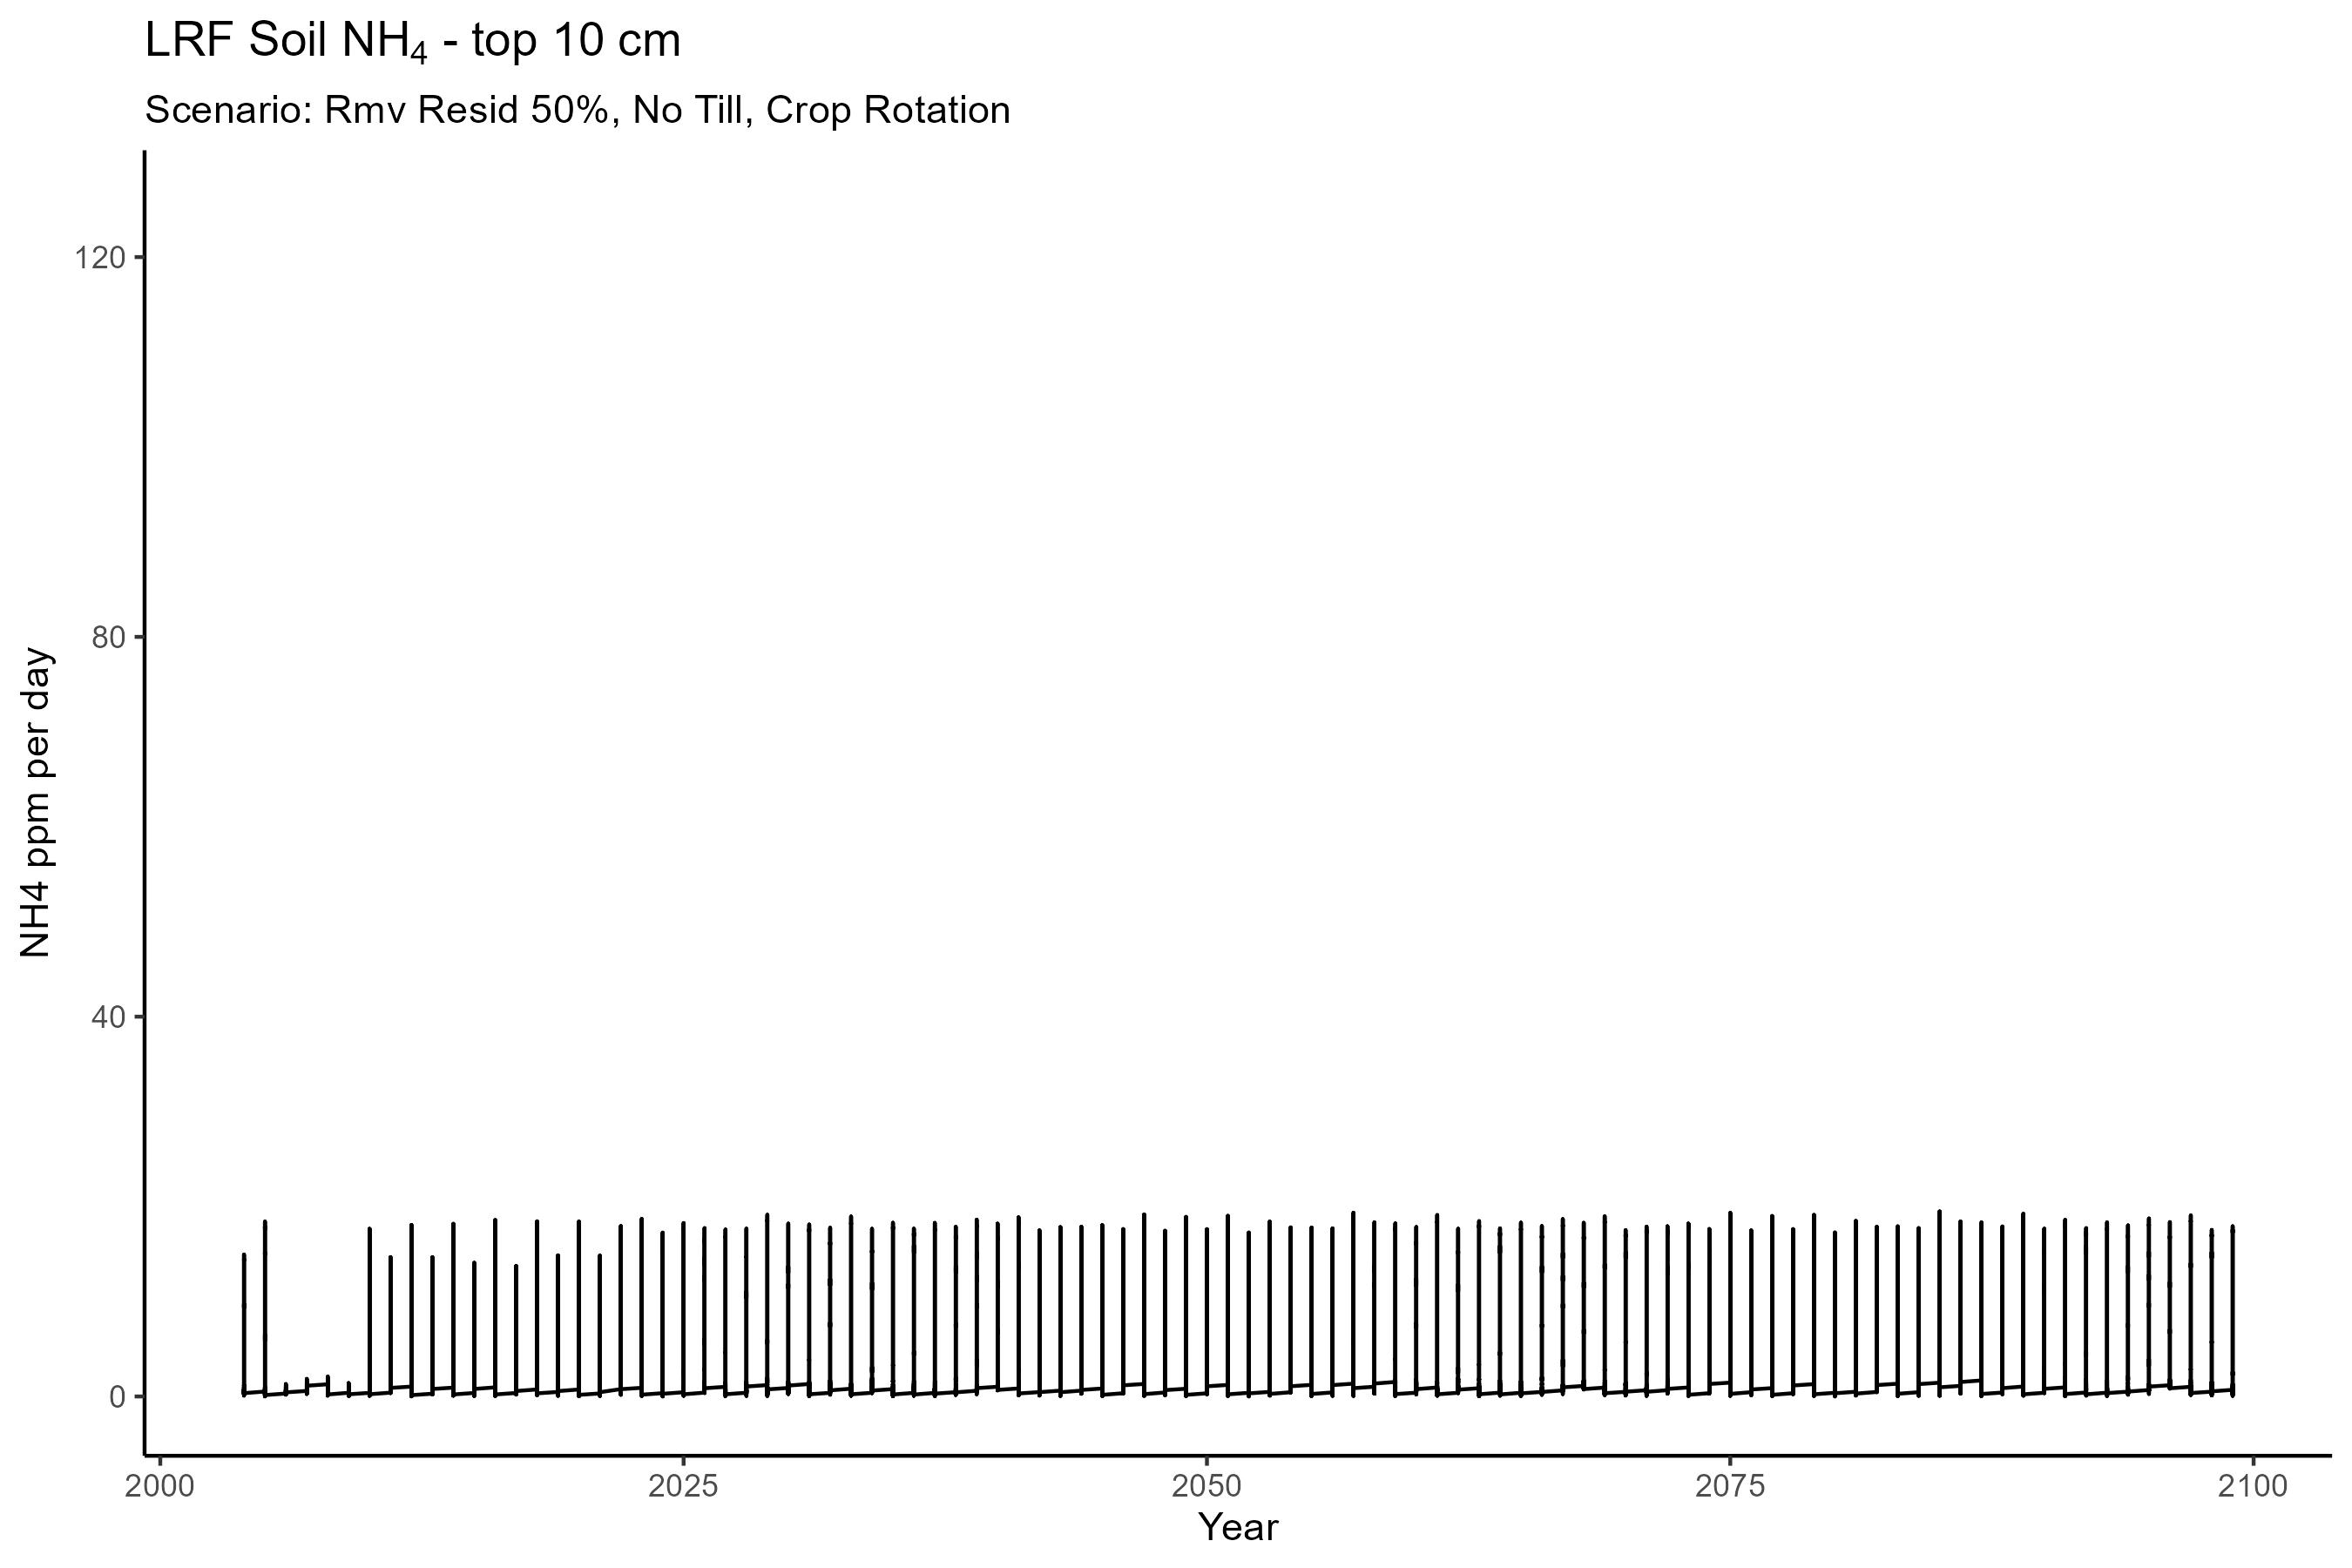 LRF Soil NH₄ - top 10 cm
Scenario: Rmv Resid 50%, No Till, Crop Rotation
NH4 ppm per day
120
80
40
0
2000
2025
2050
2075
2100
Year